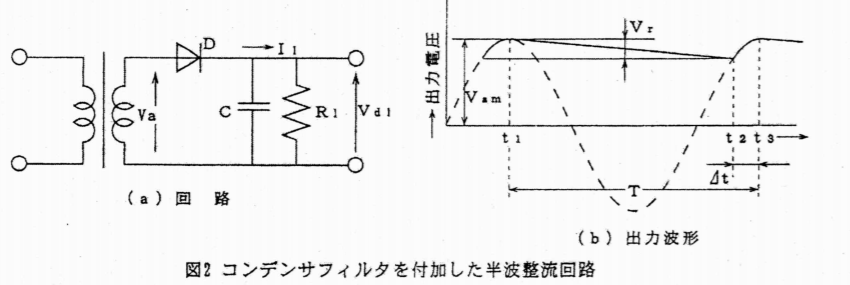 D
I1
Va
C
R1
Vd1
(a)回 路
出力電圧
Vr
Vam
t1
t2
t3
Δt
T
(b)出力波形
図2 コンデンサフィルタを付加した半波整流回路